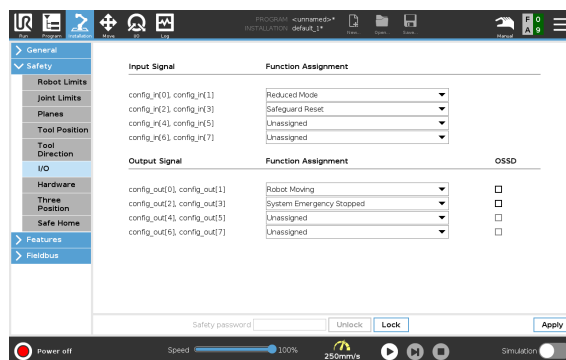 PROGRAM <unnamed>*
INSTALLATION default_1*
Run Program Installation Move I/O Log New... Open... Save... Manual
F 0
A 9
General
Safety
Robot Limits
Joint Limits
Planes
Tool Position
Tool
Direction
I/O
Hardware
Three
Position
Safe Home
Features
Fieldbus
Input Signal Function Assignment
config_in[0], config_in[1] Reduced Mode
config_in[2], config_in[3] Safeguard Reset
config_in[4], config_in[5] Unassigned
config_in[6], config_in[7] Unassigned
Output Signal Function Assignment OSSD
config_out[0], config_out[1] Robot Moving
config_out[2], config_out[3] System Emergency Stopped
config_out[4], config_out[5] Unassigned
config_out[6], config_out[7] Unassigned
Safety password Unlock Lock Apply
Power off Speed 100% 250mm/s Simulation